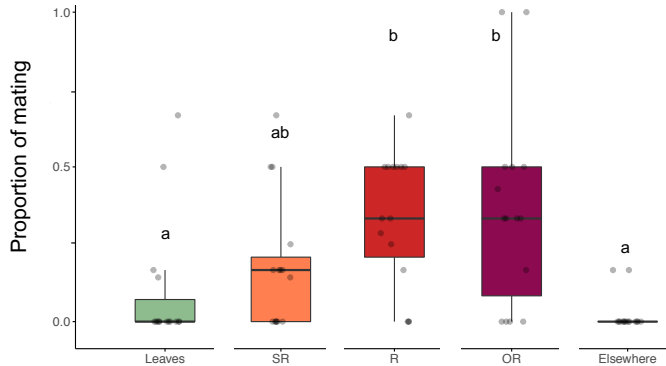 Proportion of mating
1.0
0.5
0.0
a
ab
b
b
a
Leaves
SR
R
OR
Elsewhere